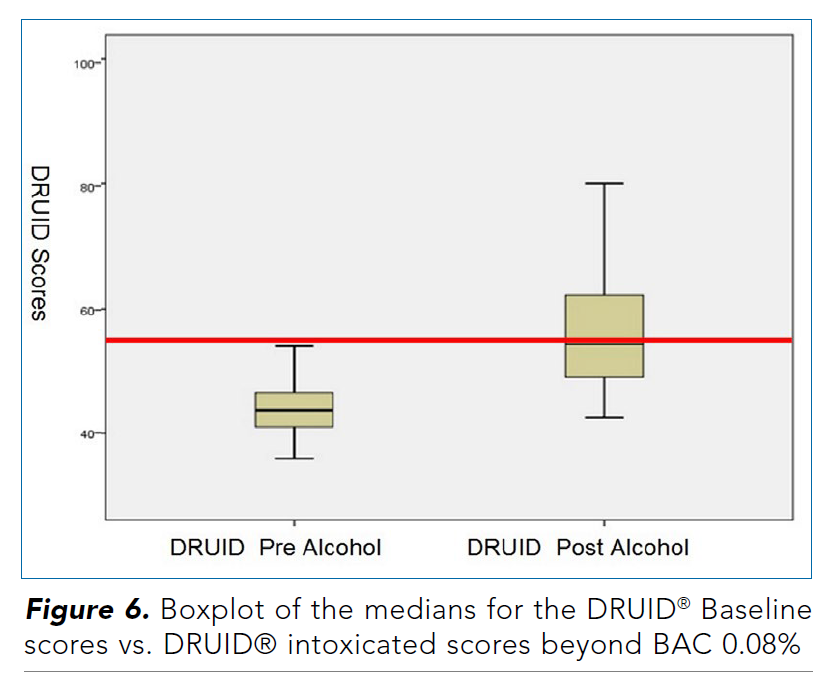 100
80
60
40
DRUID Scores
DRUID Pre Alcohol
DRUID Post Alcohol
Figure 6. Boxplot of the medians for the DRUID® Baseline
scores vs. DRUID® intoxicated scores beyond BAC 0.08%